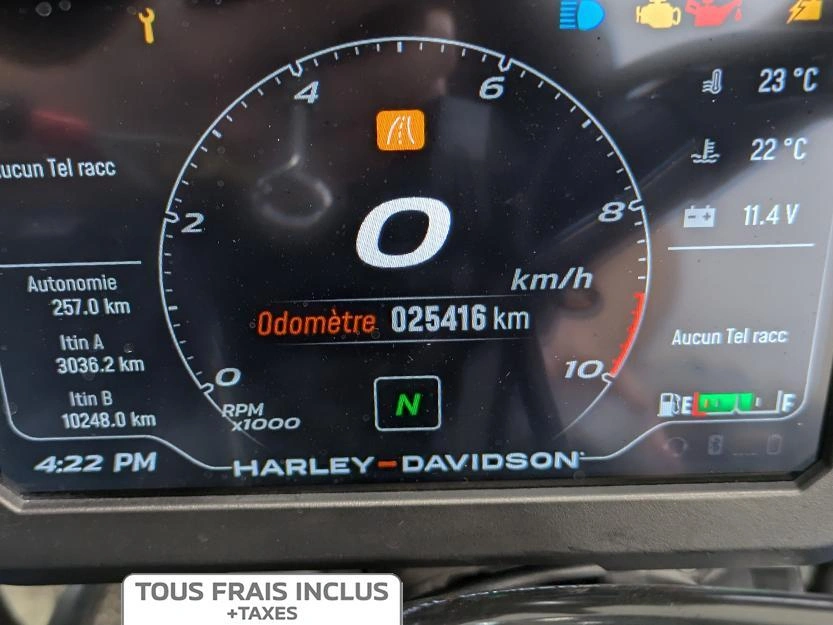 4
6
23 °C
ucun Tel racc
22 °C
2
0
8
11.4 V
km/h
Autonomie
257.0 km
Odomètre 025416 km
Itin A
3036.2 km
Aucun Tel racc
0
10
Itin B
10248.0 km
RPM
x1000
N
E F
4:22 PM
HARLEY-DAVIDSON
TOUS FRAIS INCLUS
+TAXES